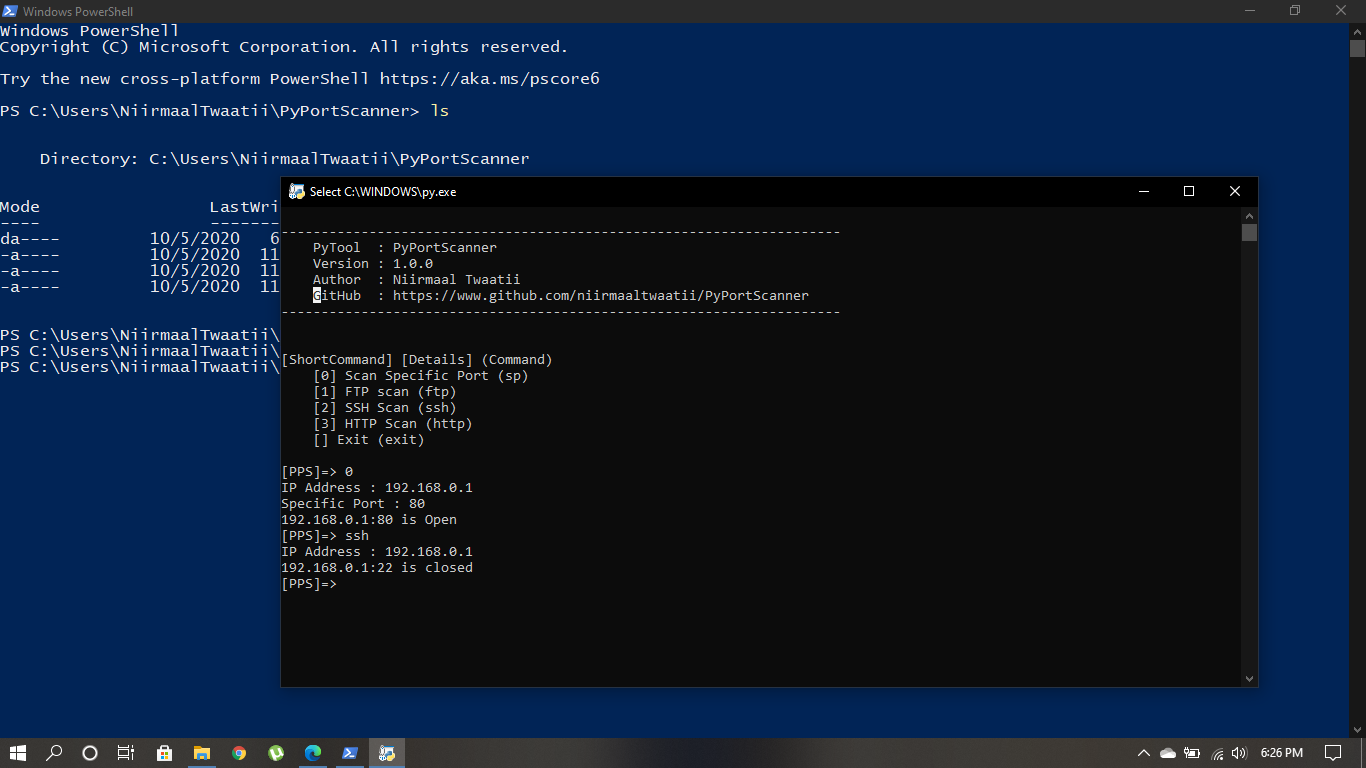 Windows PowerShell
Windows PowerShell
Copyright (C) Microsoft Corporation. All rights reserved.
Try the new cross-platform PowerShell https://aka.ms/pscore6
PS C:\Users\NiirmaalTwaatii\PyPortScanner> ls
Directory: C:\Users\NiirmaalTwaatii\PyPortScanner
Mode LastWri
---- -------
da---- 10/5/2020 6
-a---- 10/5/2020 11
-a---- 10/5/2020 11
-a---- 10/5/2020 11
PS C:\Users\NiirmaalTwaatii\
PS C:\Users\NiirmaalTwaatii\
PS C:\Users\NiirmaalTwaatii\
Select C:\WINDOWS\py.exe
----------------------------------------------------------------------
PyTool : PyPortScanner
Version : 1.0.0
Author : Niirmaal Twaatii
GitHub : https://www.github.com/niirmaaltwaatii/PyPortScanner
----------------------------------------------------------------------
[ShortCommand] [Details] (Command)
[0] Scan Specific Port (sp)
[1] FTP scan (ftp)
[2] SSH Scan (ssh)
[3] HTTP Scan (http)
[] Exit (exit)
[PPS]=> 0
IP Address : 192.168.0.1
Specific Port : 80
192.168.0.1:80 is Open
[PPS]=> ssh
IP Address : 192.168.0.1
192.168.0.1:22 is closed
[PPS]=>
6:26 PM